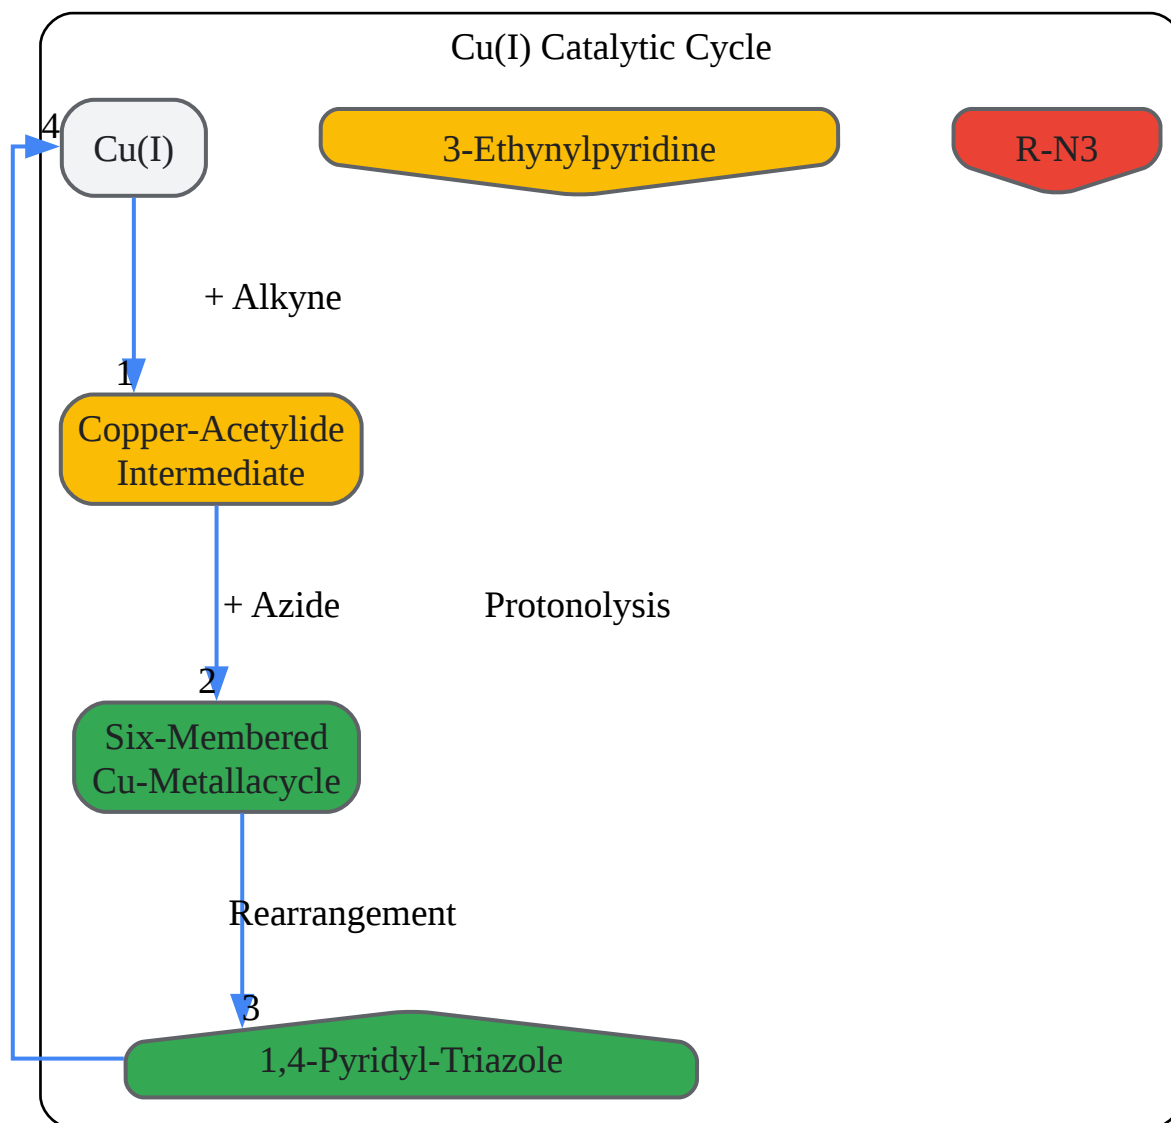 Cu(I) Catalytic Cycle
4
Cu(I)
3-Ethynylpyridine
R-N3
+ Alkyne
1
Copper-Acetylide
Intermediate
+ Azide
Protonolysis
2
Six-Membered
Cu-Metallacycle
Rearrangement
3
1,4-Pyridyl-Triazole